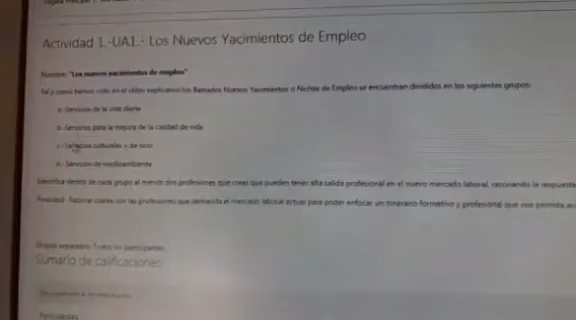 Actividad 1.-UA1.- Los Nuevos Yacimientos de Empleo
Nombre: "Los nuevos yacimientos de empleo"
Tal y como hemos visto en el vídeo explicativo los llamados Nuevos Yacimientos o Nichos de Empleo se encuentran divididos en los siguientes grupos:
a.- Servicios de la vida diaria
b.- Servicios para la mejora de la calidad de vida
c.- Servicios culturales y de ocio
d.- Servicios de medioambiente
Identifica dentro de cada grupo al menos dos profesiones que creas que pueden tener alta salida profesional en el nuevo mercado laboral, razonando la respuesta
Finalidad: Razonar cuales son las profesiones que demanda el mercado laboral actual para poder enfocar un itinerario formativo y profesional que nos permita
Grupos separados: Todos los participantes
Sumario de calificaciones
Participantes